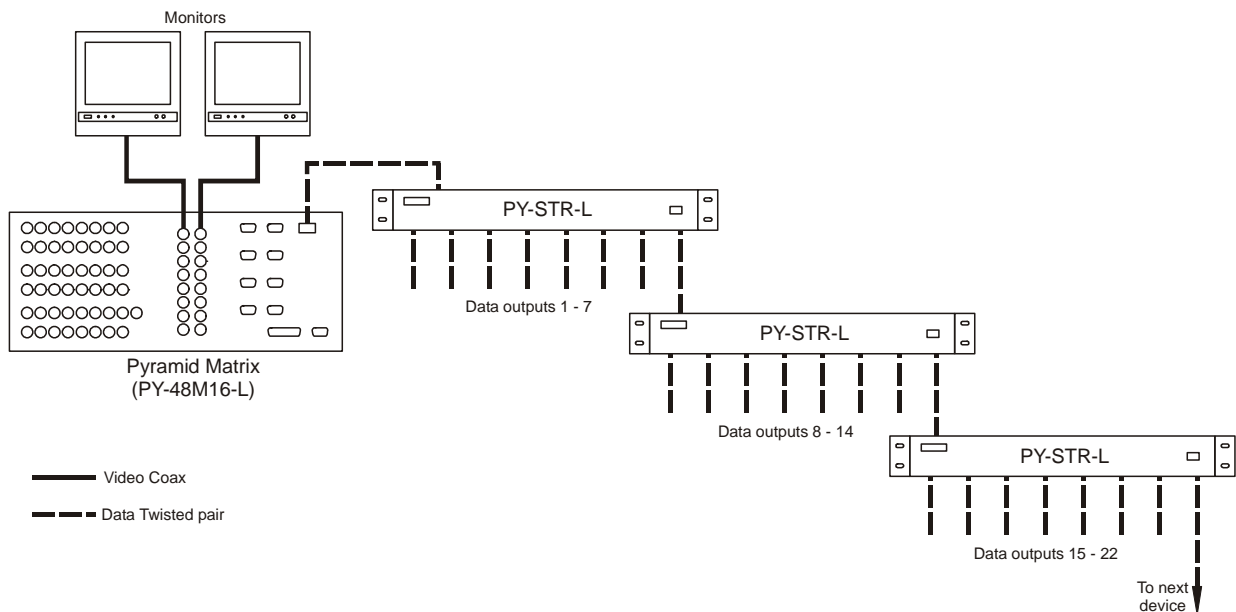 Monitors
PY-STR-L
Data outputs 1 - 7
PY-STR-L
Pyramid Matrix
(PY-48M16-L)
Data outputs 8 - 14
PY-STR-L
Video Coax
Data Twisted pair
Data outputs 15 - 22
To next
device